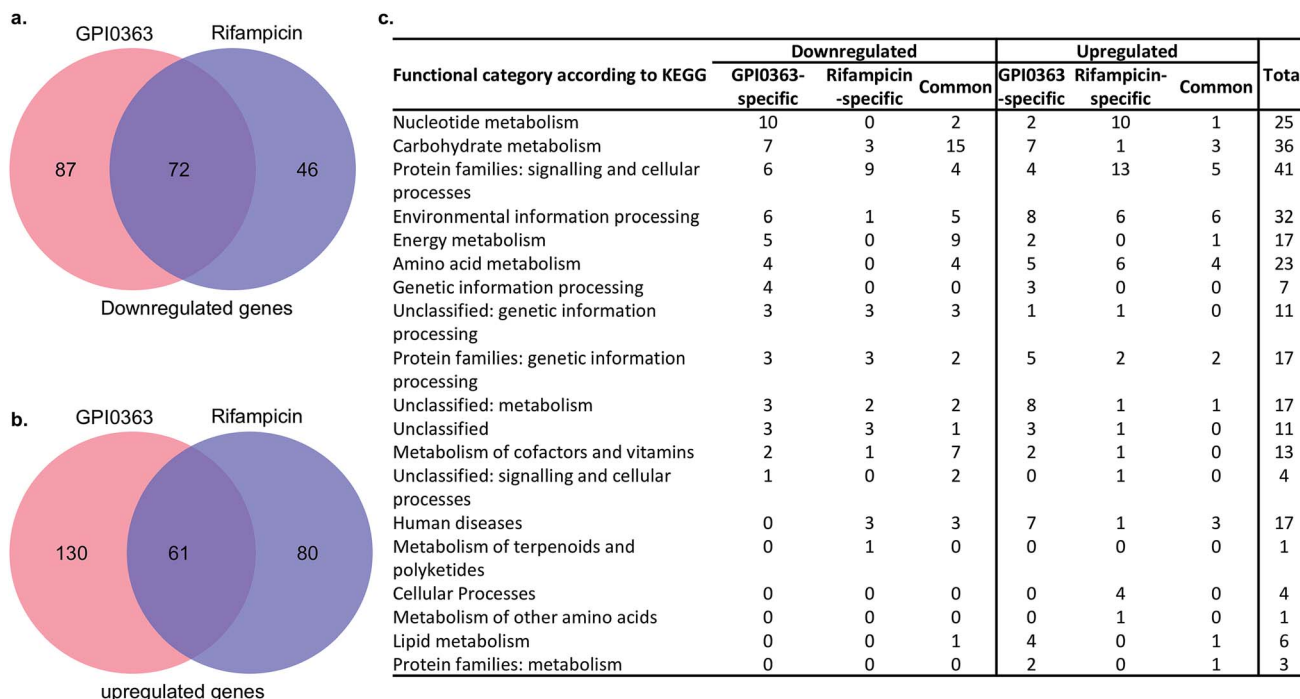 a.
GPI0363 Rifampicin
87 72 46
Downregulated genes
b.
GPI0363 Rifampicin
130 61 80
upregulated genes
c.
Downregulated Upregulated
Functional category according to KEGG GPI0363- Rifampicin Common GPI0363 Rifampicin- Common Total
specific -specific -specific specific
Nucleotide metabolism 10 0 2 2 10 1 25
Carbohydrate metabolism 7 3 15 7 1 3 36
Protein families: signalling and cellular 6 9 4 4 13 5 41
processes
Environmental information processing 6 1 5 8 6 6 32
Energy metabolism 5 0 9 2 0 1 17
Amino acid metabolism 4 0 4 5 6 4 23
Genetic information processing 4 0 0 3 0 0 7
Unclassified: genetic information 3 3 3 1 1 0 11
processing
Protein families: genetic information 3 3 2 5 2 2 17
processing
Unclassified: metabolism 3 2 2 8 1 1 17
Unclassified 3 3 1 3 1 0 11
Metabolism of cofactors and vitamins 2 1 7 2 1 0 13
Unclassified: signalling and cellular 1 0 2 0 1 0 4
processes
Human diseases 0 3 3 7 1 3 17
Metabolism of terpenoids and 0 1 0 0 0 0 1
polyketides
Cellular Processes 0 0 0 0 4 0 4
Metabolism of other amino acids 0 0 0 0 1 0 1
Lipid metabolism 0 0 1 4 0 1 6
Protein families: metabolism 0 0 0 2 0 1 3